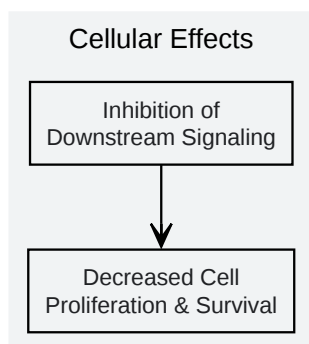 Cellular Effects
Inhibition of
Downstream Signaling
Decreased Cell
Proliferation & Survival